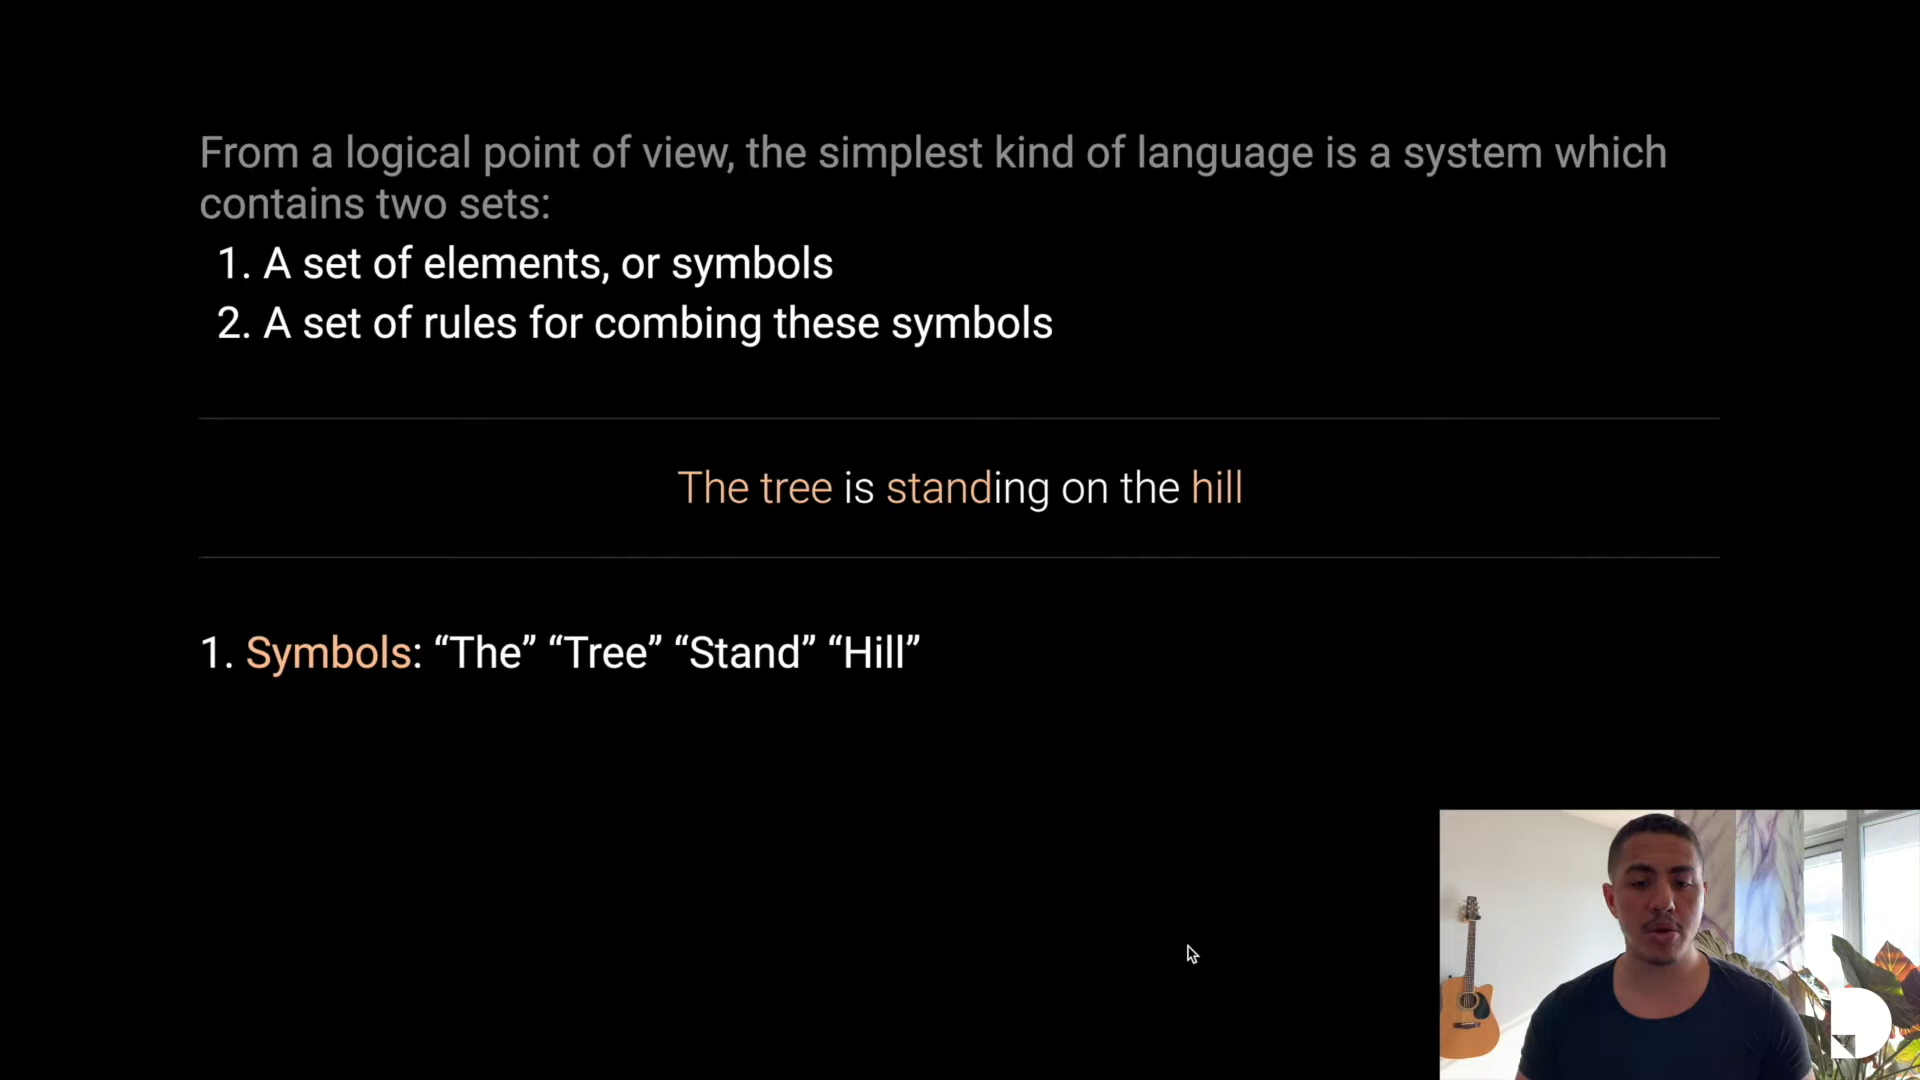 From a logical point of view, the simplest kind of language is a system which
contains two sets:
1. A set of elements, or symbols
2. A set of rules for combing these symbols
The tree is standing on the hill
1. Symbols: “The” “Tree” “Stand” “Hill”